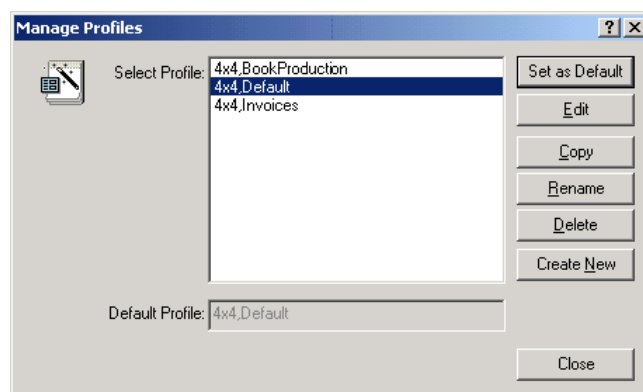 Manage Profiles
Select Profile:
4x4,BookProduction
4x4,Default
4x4,Invoices
Set as Default
Edit
Copy
Rename
Delete
Create New
Default Profile:
4x4,Default
Close